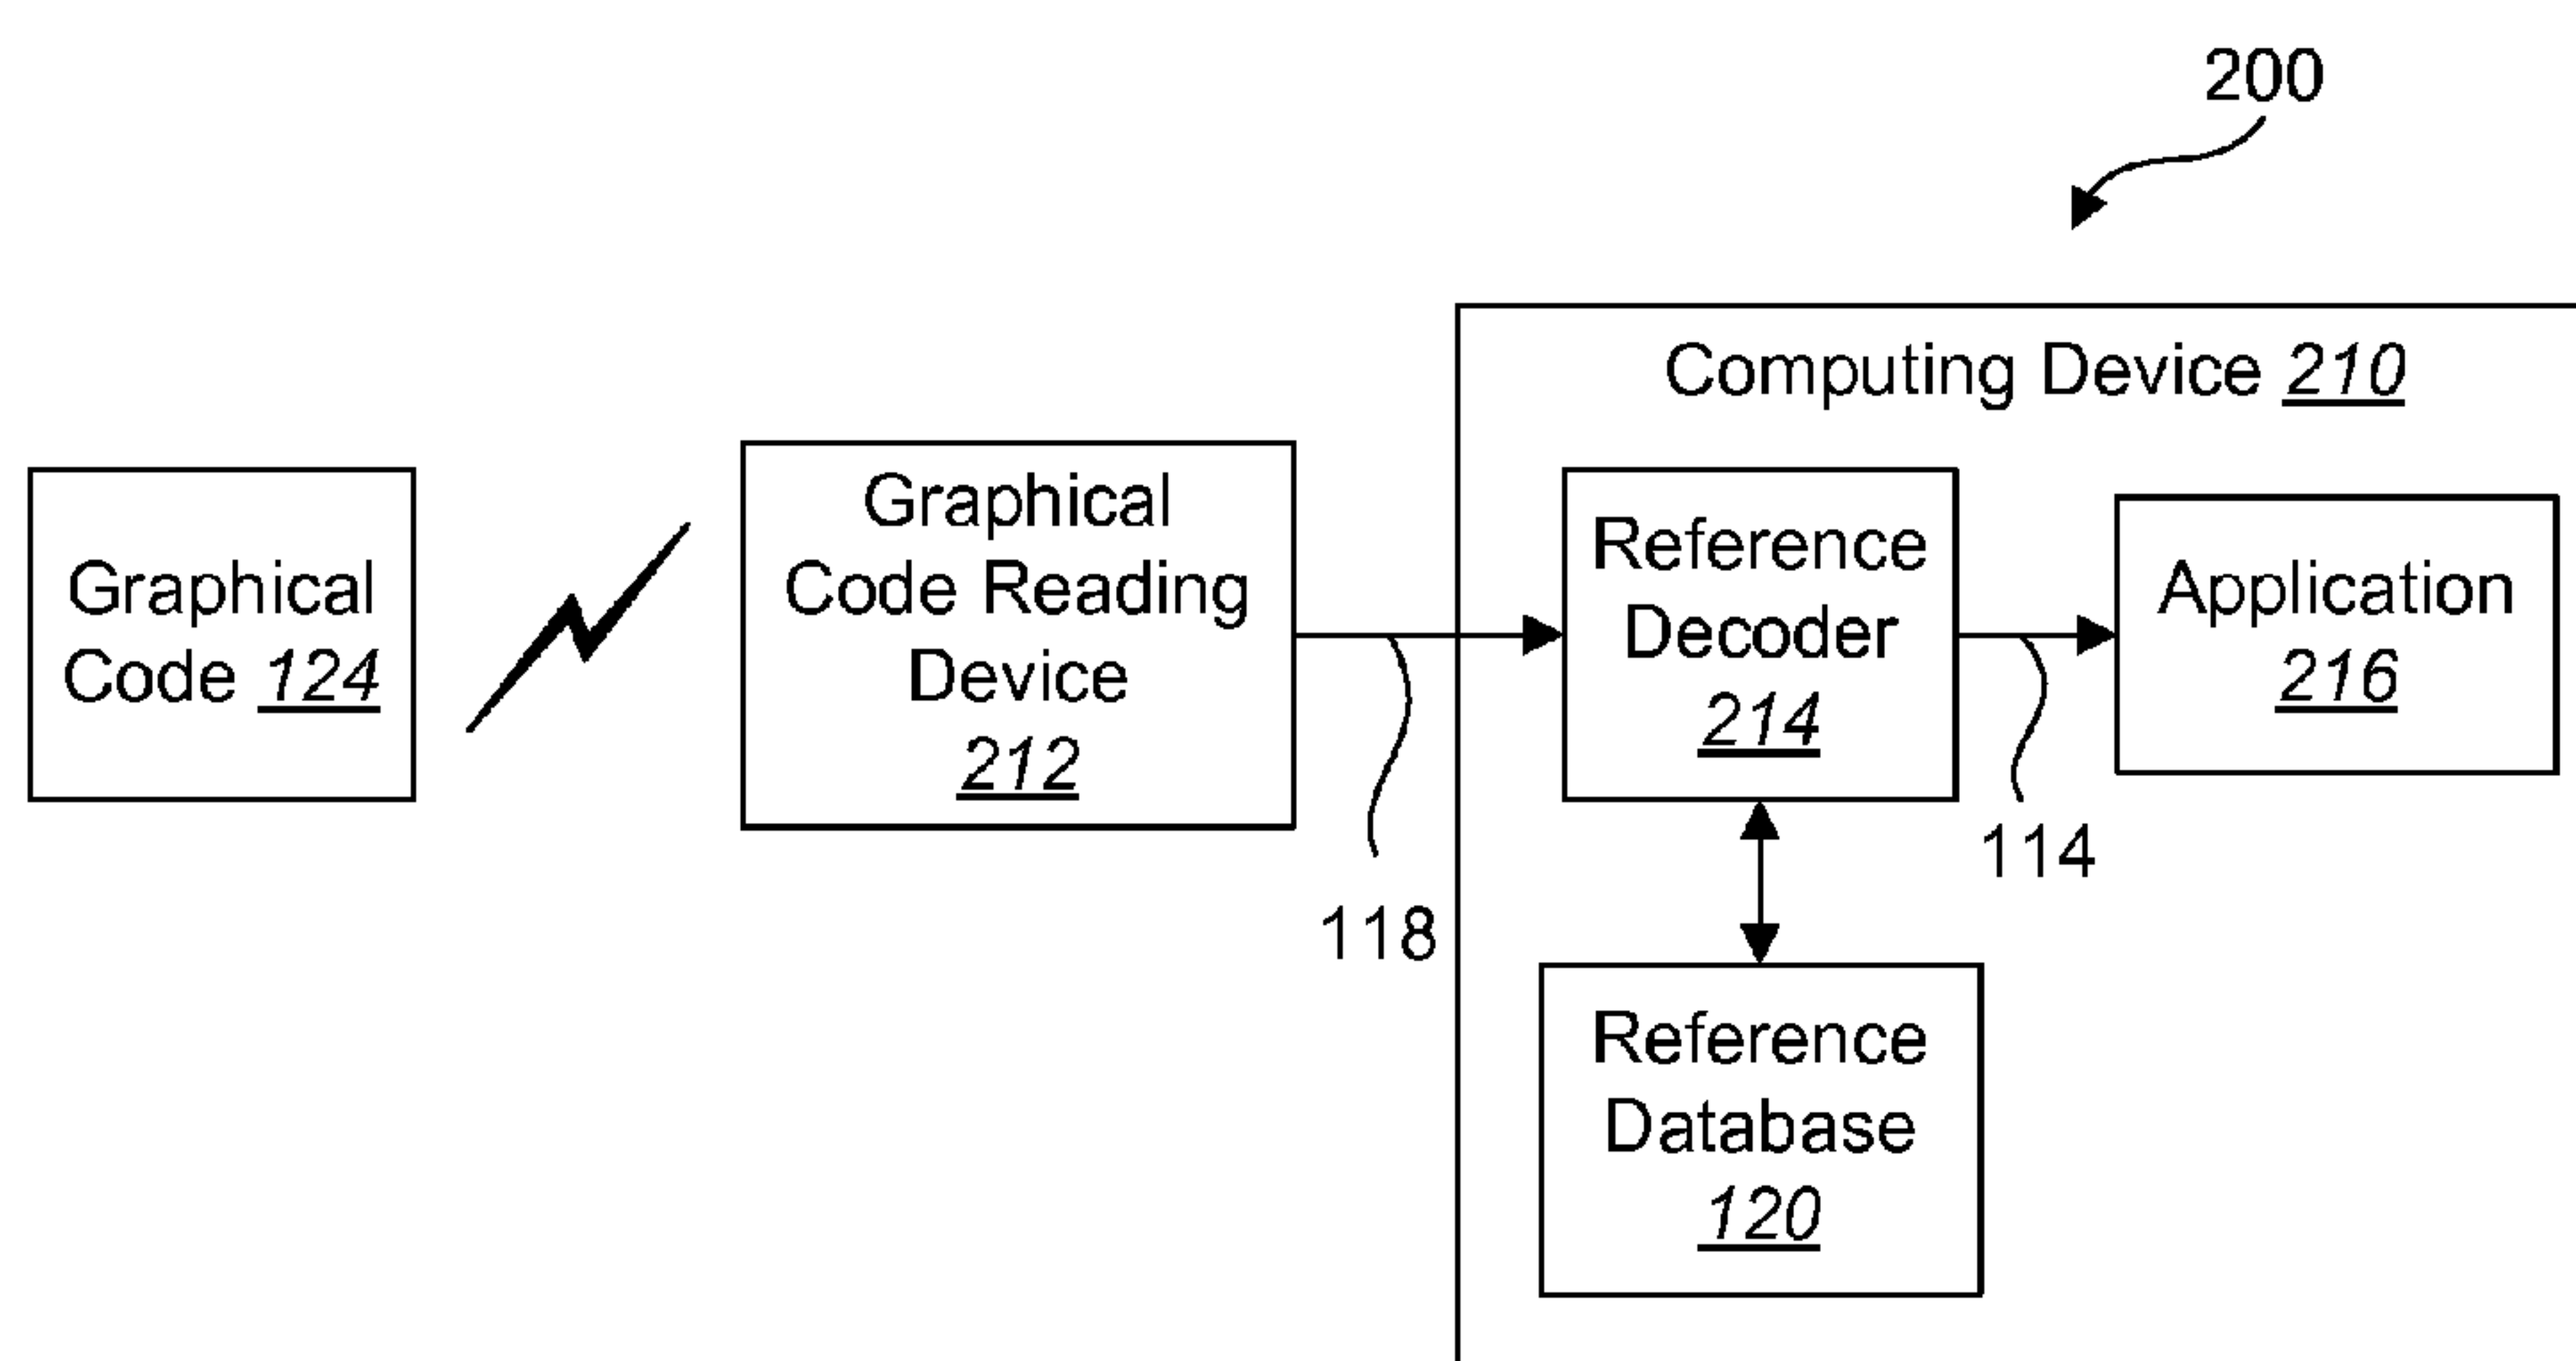 200
Computing Device 210
Graphical
Code 124
Graphical
Code Reading
Device
212
Reference
Decoder
214
Application
216
118
114
Reference
Database
120